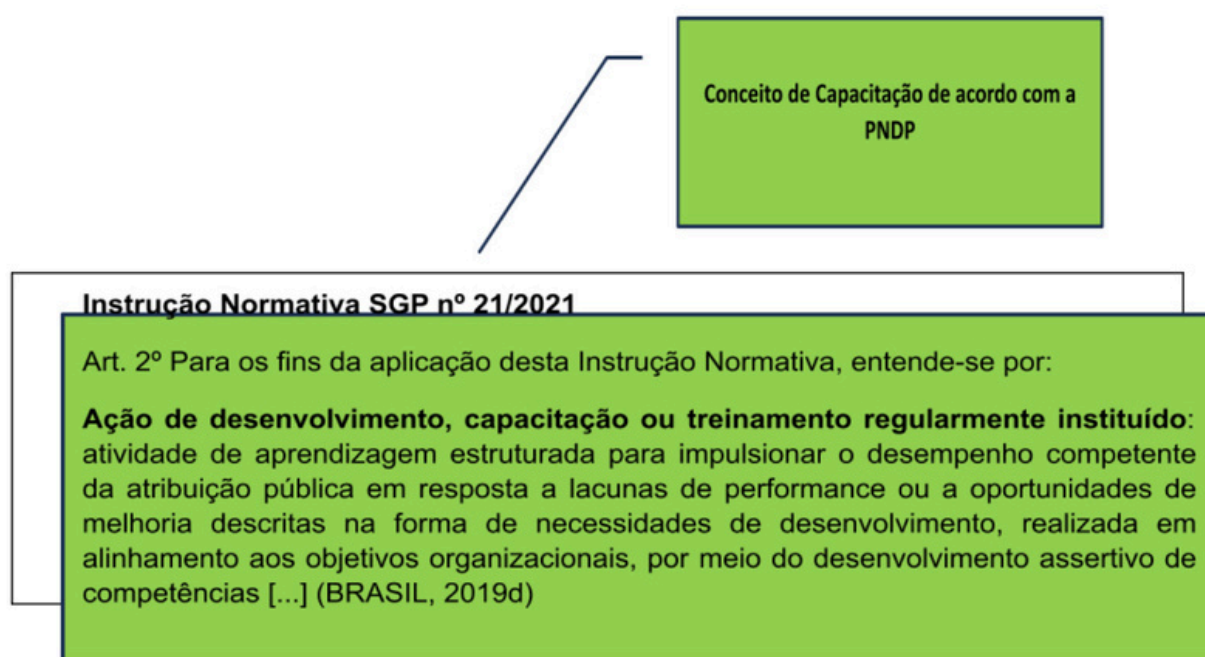 Conceito de Capacitação de acordo com a
PNDP
Instrução Normativa SGP nº 21/2021
Art. 2º Para os fins da aplicação desta Instrução Normativa, entende-se por:
Ação de desenvolvimento, capacitação ou treinamento regularmente instituído:
atividade de aprendizagem estruturada para impulsionar o desempenho competente
da atribuição pública em resposta a lacunas de performance ou a oportunidades de
melhoria descritas na forma de necessidades de desenvolvimento, realizada em
alinhamento aos objetivos organizacionais, por meio do desenvolvimento assertivo de
competências [...] (BRASIL, 2019d)